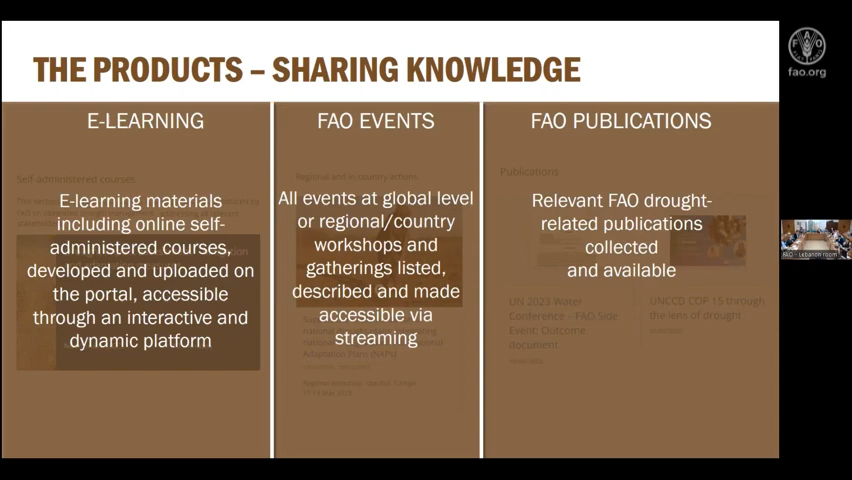 THE PRODUCTS – SHARING KNOWLEDGE
E-LEARNING
Self-administered courses
E-learning materials
including online self-
administered courses,
developed and uploaded on
the portal, accessible
through an interactive and
dynamic platform
FAO EVENTS
Regional and in country actions
All events at global level
or regional/country
workshops and
gatherings listed,
described and made
accessible via
streaming
Adaptation Plans (NAPs)
FAO PUBLICATIONS
Publications
Relevant FAO drought-
related publications
collected
and available
UN 2023 Water
Conference - FAO Side
Event: Outcome
document
UNCCD COP 15 through
the lens of drought
FAO
fao.org
FAO - Lebanon room